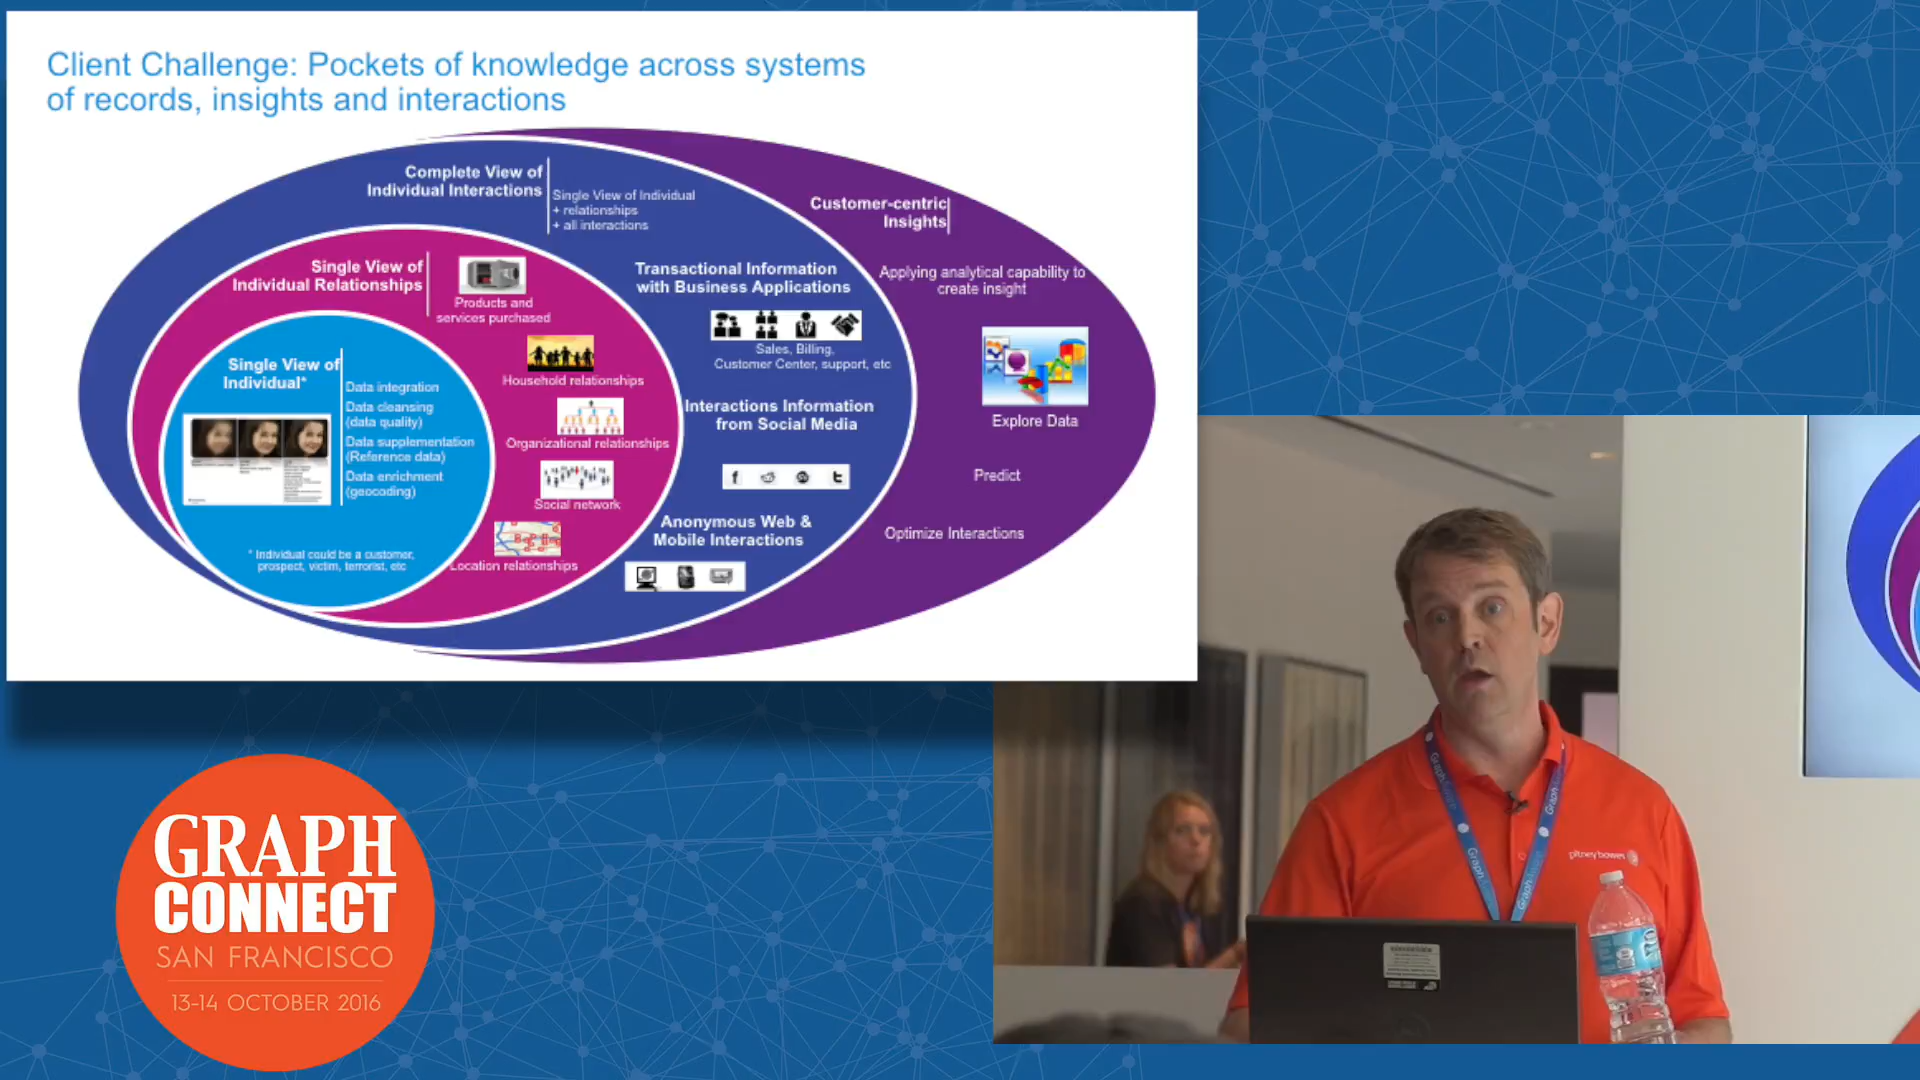 Client Challenge: Pockets of knowledge across systems
of records, insights and interactions
Complete View of
Individual Interactions
Single View of Individual
+ relationships
+ all interactions
Customer-centric
Insights
Applying analytical capability to
create insight
Explore Data
Predict
Optimize Interactions
Transactional Information
with Business Applications
Sales, Billing,
Customer Center, support, etc
Interactions Information
from Social Media
Anonymous Web &
Mobile Interactions
Single View of
Individual Relationships
Products and
services purchased
Household relationships
Organizational relationships
Social network
Location relationships
Single View of
Individual*
Data integration
Data cleansing
(data quality)
Data supplementation
(Reference data)
Data enrichment
(geocoding)
* Individual could be a customer,
prospect, victim, terrorist, etc
GRAPH
CONNECT
SAN FRANCISCO
13-14 OCTOBER 2016
pitney bowes
Graph
Graph
Graph
Graph